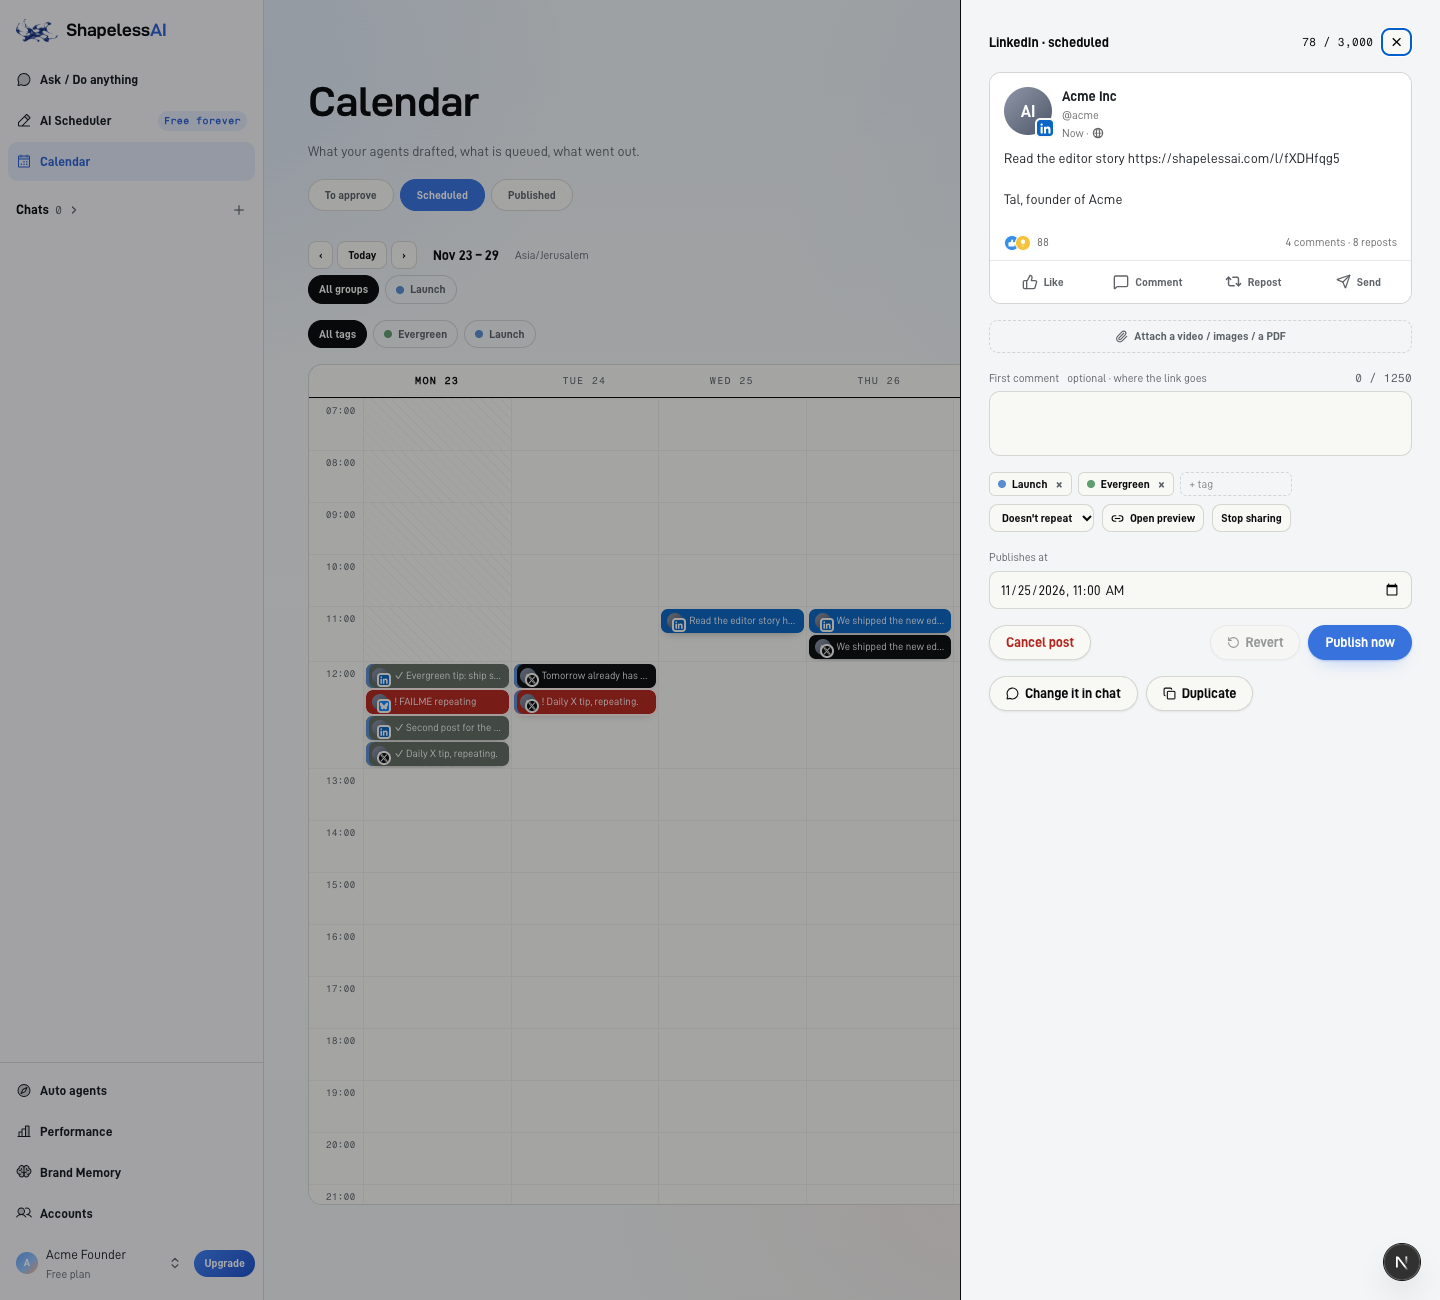 ShapelessAI
Ask / Do anything
AI Scheduler
Free forever
Calendar
Chats 0
Auto agents
Performance
Brand Memory
Accounts
A
Acme Founder
Free plan
Upgrade
Calendar
What your agents drafted, what is queued, what went out.
To approve
Scheduled
Published
‹
Today
›
Nov 23 – 29
Asia/Jerusalem
All groups
Launch
All tags
Evergreen
Launch
MON 23
TUE 24
WED 25
THU 26
07:00
08:00
09:00
10:00
11:00
Read the editor story h...
We shipped the new ed...
We shipped the new ed...
12:00
✓ Evergreen tip: ship s...
Tomorrow already has ...
! FAILME repeating
! Daily X tip, repeating.
✓ Second post for the ...
✓ Daily X tip, repeating.
13:00
14:00
15:00
16:00
17:00
18:00
19:00
20:00
21:00
LinkedIn · scheduled
78 / 3,000
AI
in
Acme Inc
@acme
Now ·
Read the editor story https://shapelessai.com/l/fXDHfqg5
Tal, founder of Acme
88
4 comments · 8 reposts
Like
Comment
Repost
Send
Attach a video / images / a PDF
First comment optional · where the link goes
0 / 1250
Launch ×
Evergreen ×
+ tag
Doesn't repeat
Open preview
Stop sharing
Publishes at
11/25/2026, 11:00 AM
Cancel post
Revert
Publish now
Change it in chat
Duplicate
N